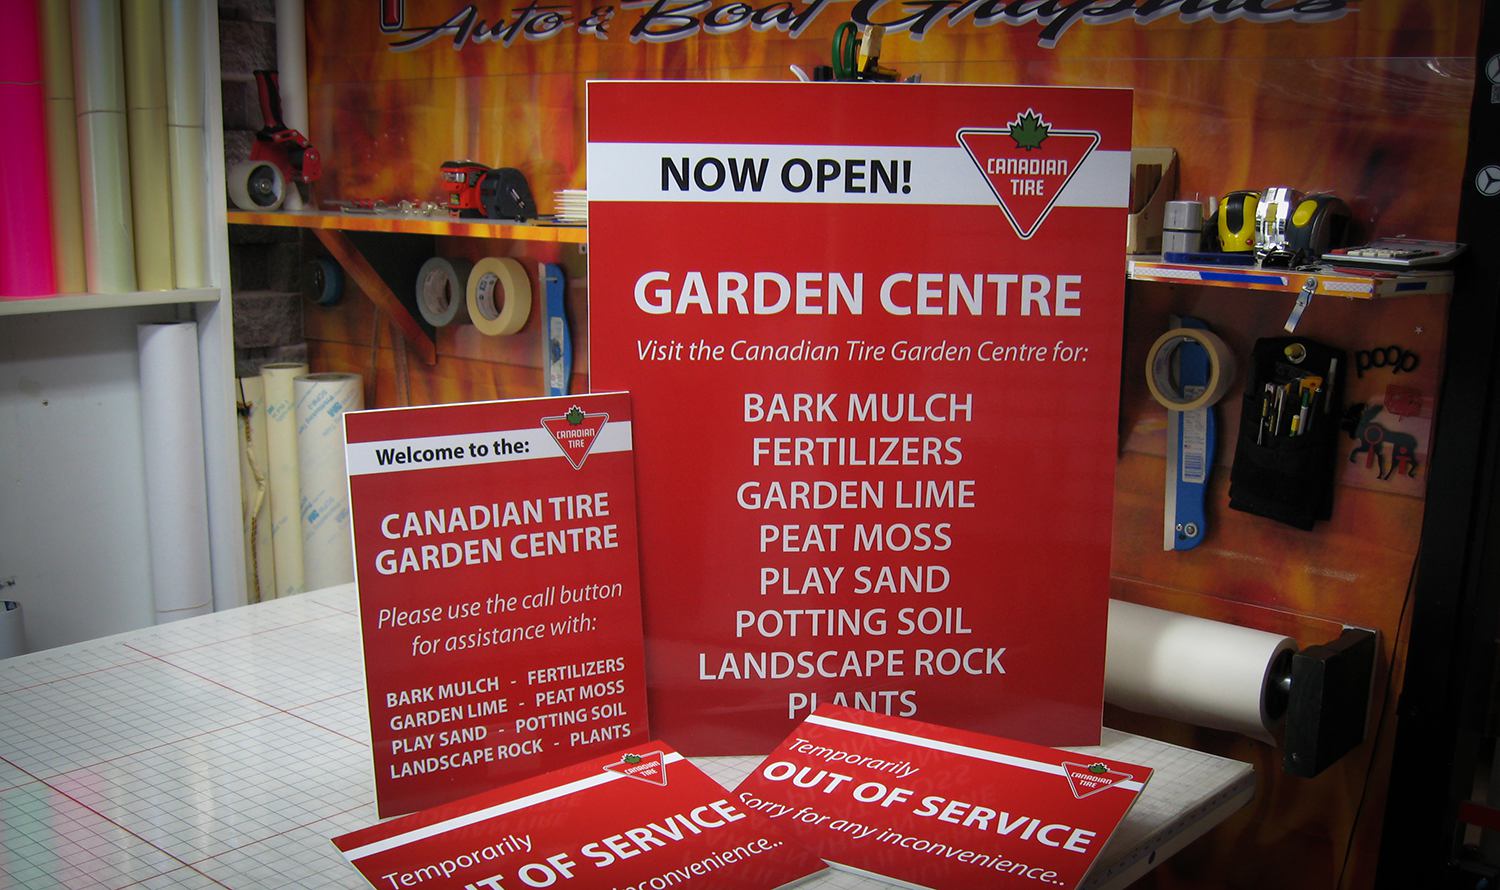 Auto & Boat Graphics
NOW OPEN!
CANADIAN
TIRE
GARDEN CENTRE
Visit the Canadian Tire Garden Centre for:
BARK MULCH
FERTILIZERS
GARDEN LIME
PEAT MOSS
PLAY SAND
POTTING SOIL
LANDSCAPE ROCK
PLANTS
Welcome to the:
CANADIAN
TIRE
CANADIAN TIRE
GARDEN CENTRE
Please use the call button
for assistance with:
BARK MULCH - FERTILIZERS
GARDEN LIME - PEAT MOSS
PLAY SAND - POTTING SOIL
LANDSCAPE ROCK - PLANTS
CANADIAN
TIRE
Temporarily
OUT OF SERVICE
inconvenience..
CANADIAN
TIRE
Temporarily
OUT OF SERVICE
Sorry for any inconvenience..
poop